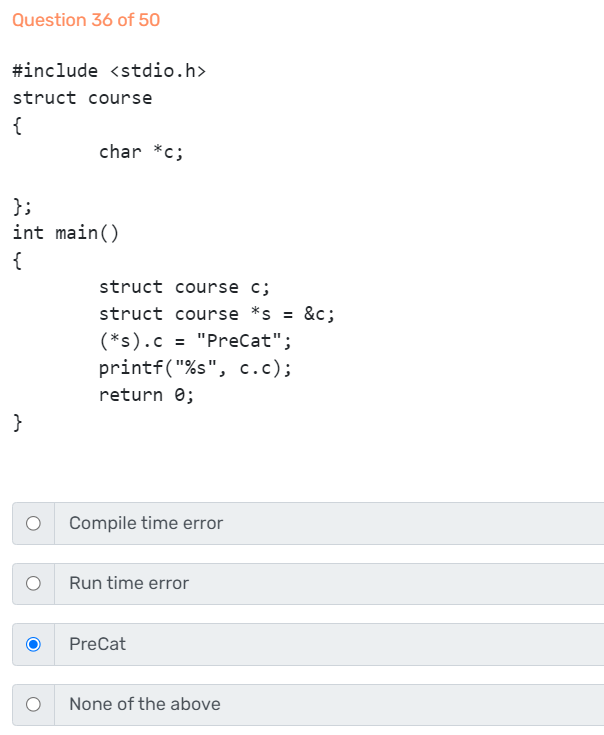 Question 36 of 50
#include <stdio.h>
struct course
{
        char *c;

};
int main()
{
        struct course c;
        struct course *s = &c;
        (*s).c = "PreCat";
        printf("%s", c.c);
        return 0;
}
Compile time error
Run time error
PreCat
None of the above